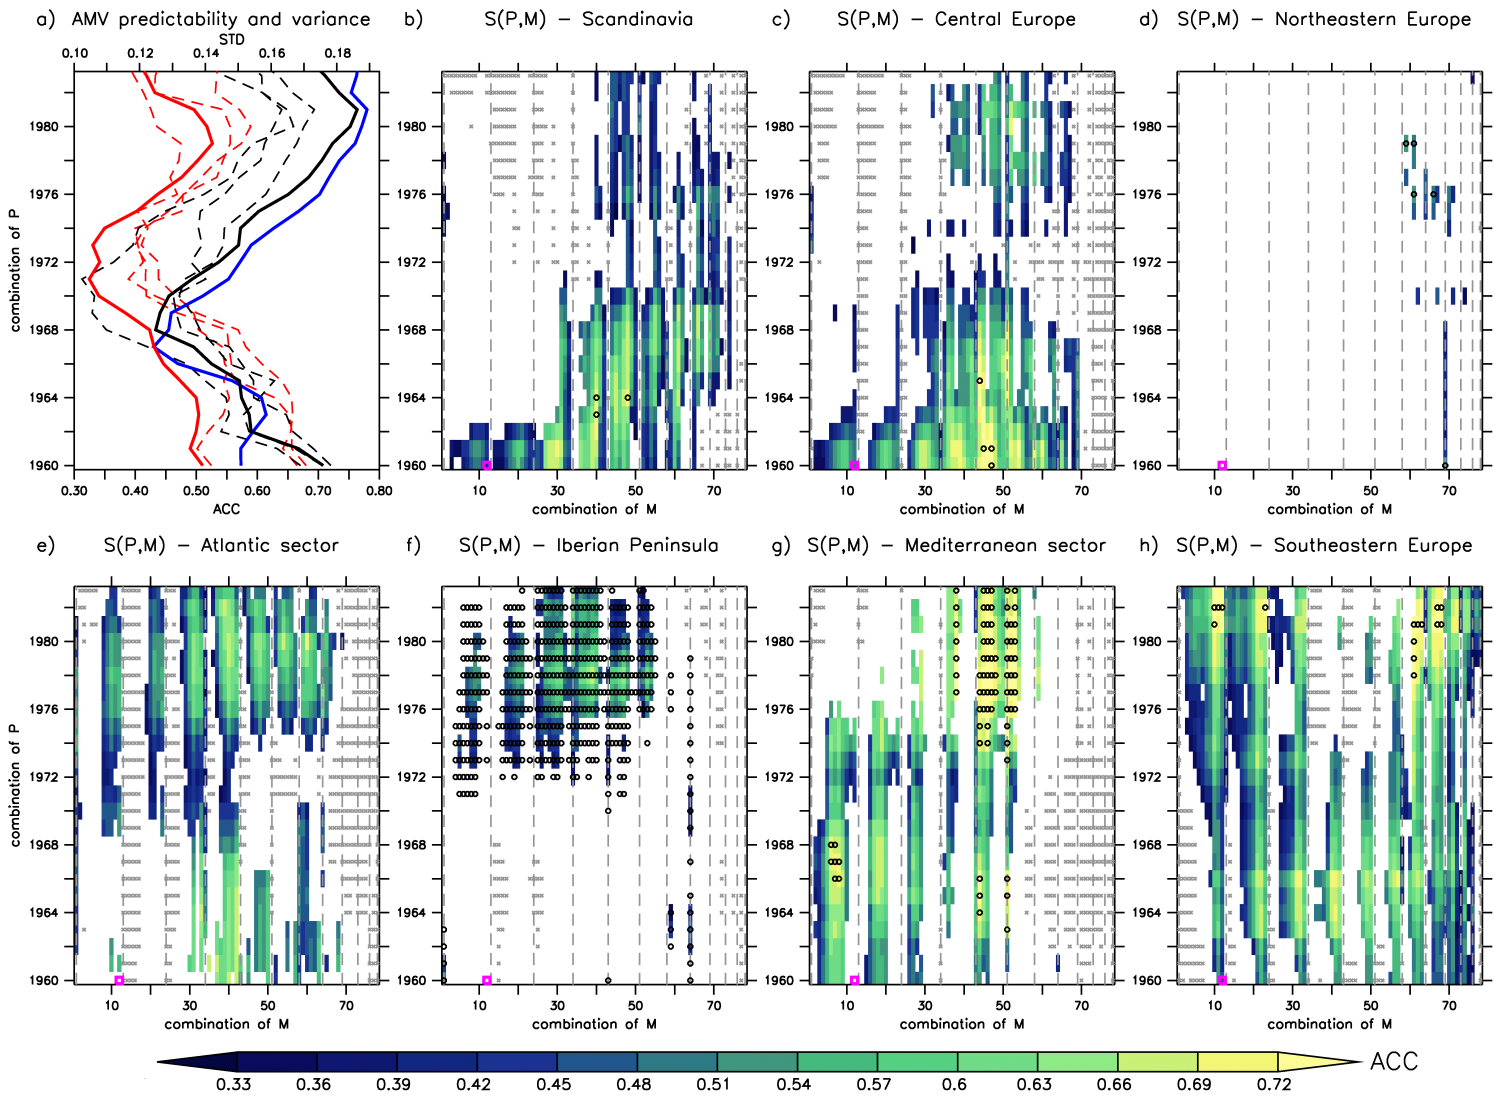 a) AMV predictability and variance
STD
0.10 0.12 0.14 0.16 0.18
combination of P
1980
1976
1972
1968
1964
1960
0.30 0.40 0.50 0.60 0.70 0.80
ACC
b) S(P,M) – Scandinavia
1980
1976
1972
1968
1964
1960
10 30 50 70
combination of M
c) S(P,M) – Central Europe
1980
1976
1972
1968
1964
1960
10 30 50 70
combination of M
d) S(P,M) – Northeastern Europe
1980
1976
1972
1968
1964
1960
10 30 50 70
combination of M
e) S(P,M) – Atlantic sector
combination of P
1980
1976
1972
1968
1964
1960
10 30 50 70
combination of M
f) S(P,M) – Iberian Peninsula
1980
1976
1972
1968
1964
1960
10 30 50 70
combination of M
g) S(P,M) – Mediterranean sector
1980
1976
1972
1968
1964
1960
10 30 50 70
combination of M
h) S(P,M) – Southeastern Europe
1980
1976
1972
1968
1964
1960
10 30 50 70
combination of M
ACC
0.33 0.36 0.39 0.42 0.45 0.48 0.51 0.54 0.57 0.6 0.63 0.66 0.69 0.72